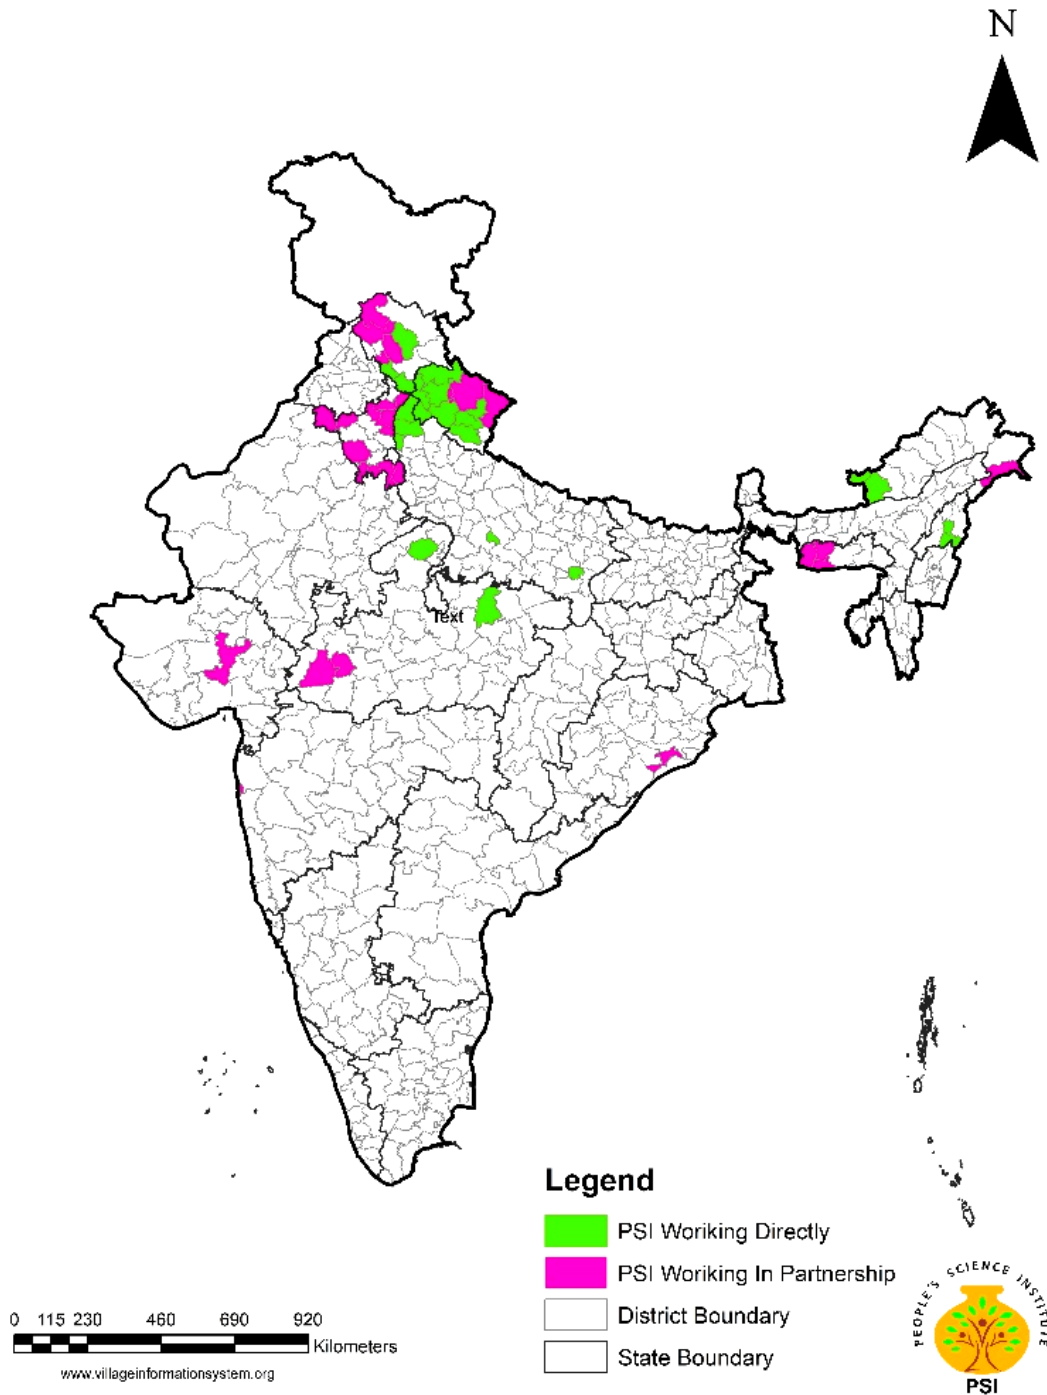 N
Text
Legend
PSI Woriking Directly
PSI Woriking In Partnership
District Boundary
State Boundary
0 115 230 460 690 920
Kilometers
www.villageinformationsystem.org
PEOPLE'S SCIENCE INSTITUTE
PSI